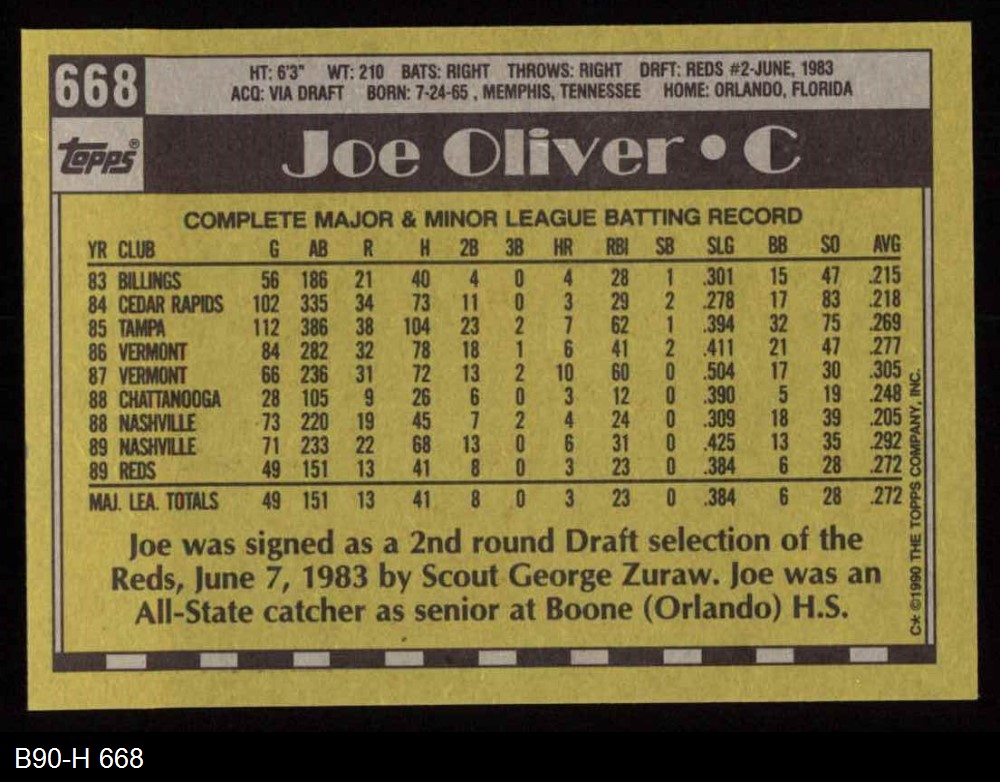 668
HT: 6'3" WT: 210 BATS: RIGHT THROWS: RIGHT DRFT: REDS #2-JUNE, 1983
ACQ: VIA DRAFT BORN: 7-24-65 , MEMPHIS, TENNESSEE HOME: ORLANDO, FLORIDA
Topps®
Joe Oliver • C
COMPLETE MAJOR & MINOR LEAGUE BATTING RECORD
YR CLUB G AB R H 2B 3B HR RBI SB SLG BB SO AVG
83 BILLINGS 56 186 21 40 4 0 4 28 1 .301 15 47 .215
84 CEDAR RAPIDS 102 335 34 73 11 0 3 29 2 .278 17 83 .218
85 TAMPA 112 386 38 104 23 2 7 62 1 .394 32 75 .269
86 VERMONT 84 282 32 78 18 1 6 41 2 .411 21 47 .277
87 VERMONT 66 236 31 72 13 2 10 60 0 .504 17 30 .305
88 CHATTANOOGA 28 105 9 26 6 0 3 12 0 .390 5 19 .248
88 NASHVILLE 73 220 19 45 7 2 4 24 0 .309 18 39 .205
89 NASHVILLE 71 233 22 68 13 0 6 31 0 .425 13 35 .292
89 REDS 49 151 13 41 8 0 3 23 0 .384 6 28 .272
MAJ. LEA. TOTALS 49 151 13 41 8 0 3 23 0 .384 6 28 .272
Joe was signed as a 2nd round Draft selection of the
Reds, June 7, 1983 by Scout George Zuraw. Joe was an
All-State catcher as senior at Boone (Orlando) H.S.
C* ©1990 THE TOPPS COMPANY, INC.
B90-H 668